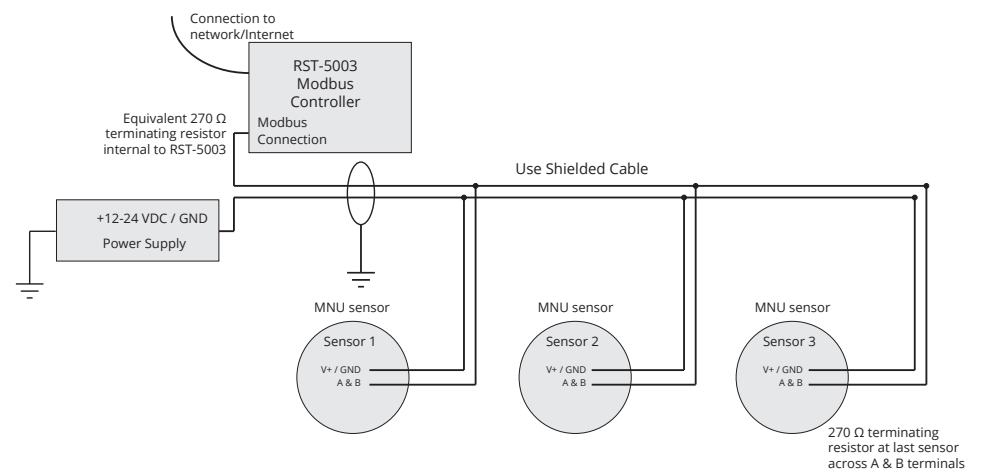 Connection to
network/Internet
RST-5003
Modbus
Controller
Modbus
Connection
Equivalent 270 Ω
terminating resistor
internal to RST-5003
Use Shielded Cable
+12-24 VDC / GND
Power Supply
MNU sensor
Sensor 1
V+ / GND
A & B
MNU sensor
Sensor 2
V+ / GND
A & B
MNU sensor
Sensor 3
V+ / GND
A & B
270 Ω terminating
resistor at last sensor
across A & B terminals